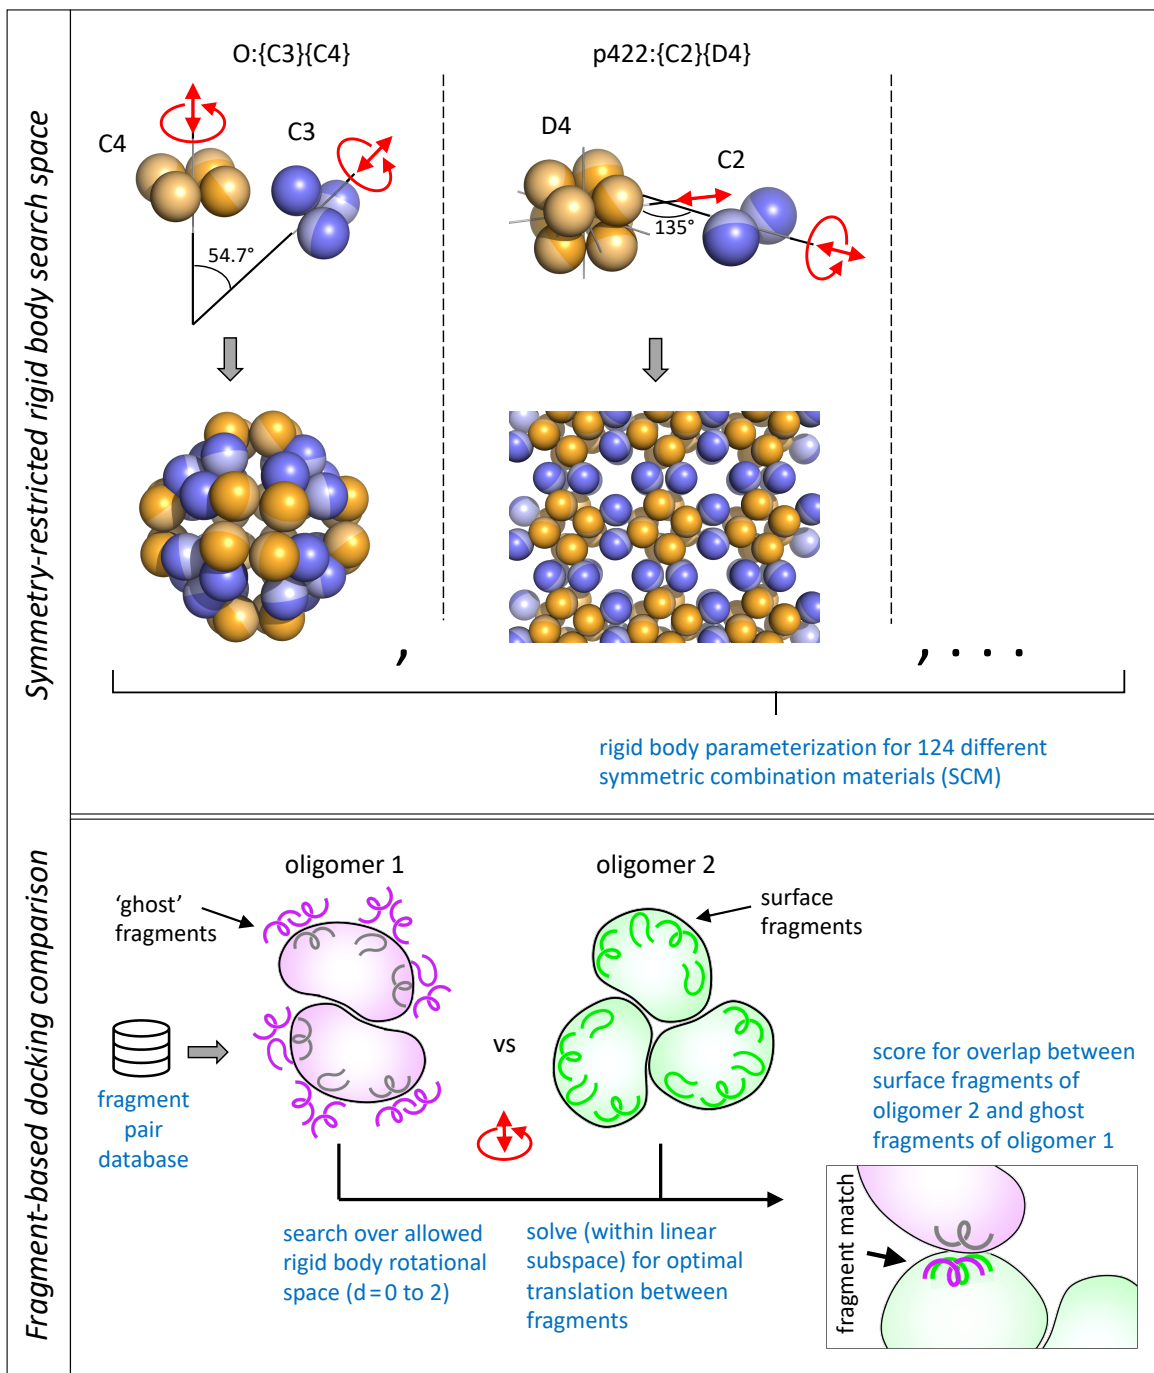 Symmetry-restricted rigid body search space
O:{C3}{C4}
p422:{C2}{D4}
C4
C3
54.7°
D4
C2
135°
,
, . . .
rigid body parameterization for 124 different
symmetric combination materials (SCM)
Fragment-based docking comparison
oligomer 1
oligomer 2
‘ghost’
fragments
surface
fragments
vs
fragment
pair
database
search over allowed
rigid body rotational
space (d = 0 to 2)
solve (within linear
subspace) for optimal
translation between
fragments
score for overlap between
surface fragments of
oligomer 2 and ghost
fragments of oligomer 1
fragment match